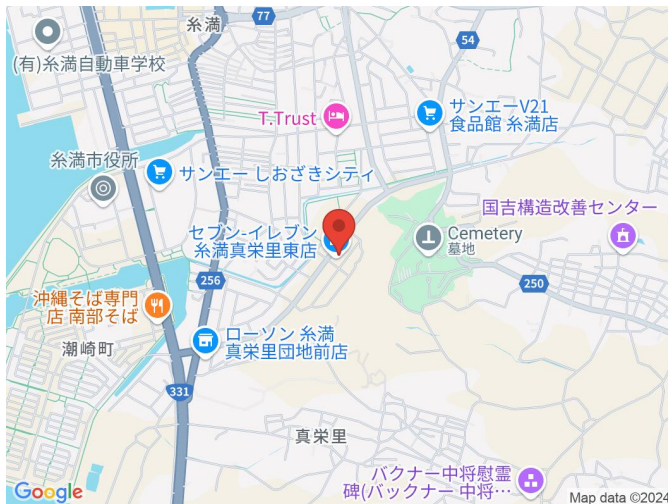 77
糸満
54
(有)糸満自動車学校
T.Trust
サンエーV21
食品館 糸満店
糸満市役所
サンエー しおざきシティ
セブン-イレブン
糸満真栄里東店
Cemetery
墓地
国吉構造改善センター
256
250
沖縄そば専門
店 南部そば
ローソン 糸満
真栄里団地前店
潮崎町
331
真栄里
バクナー中将慰霊
碑(バックナー 中将…
Google
Map data ©2024